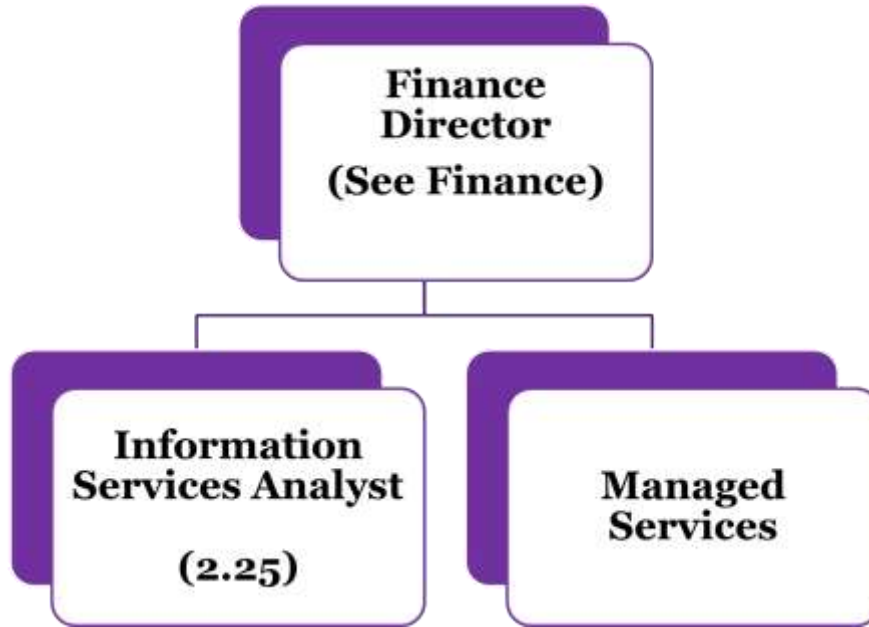 Finance
Director
(See Finance)
Information
Services Analyst
(2.25)
Managed
Services